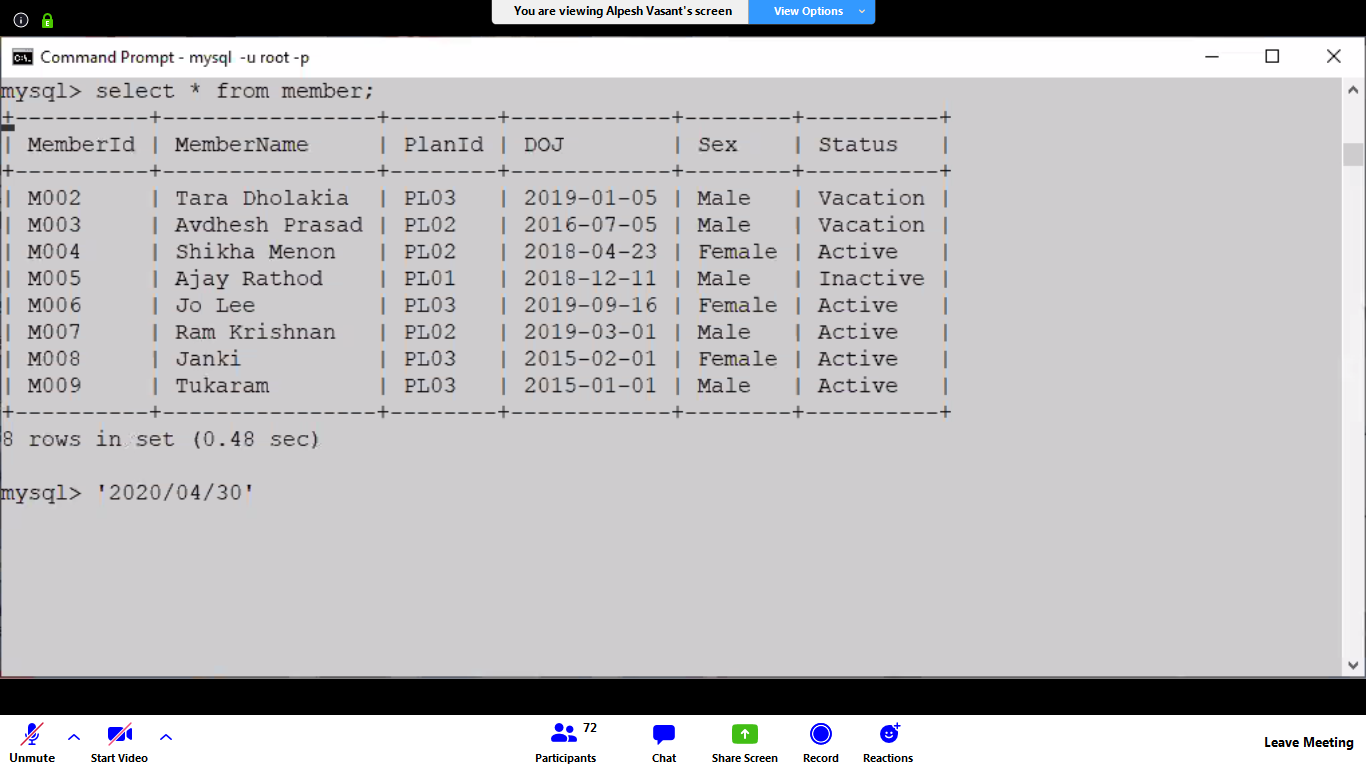 You are viewing Alpesh Vasant's screen View Options
Command Prompt - mysql -u root -p
mysql> select * from member;
+----------+----------------+--------+------------+--------+----------+
| MemberId | MemberName     | PlanId | DOJ        | Sex    | Status   |
+----------+----------------+--------+------------+--------+----------+
| M002     | Tara Dholakia  | PL03   | 2019-01-05 | Male   | Vacation |
| M003     | Avdhesh Prasad | PL02   | 2016-07-05 | Male   | Vacation |
| M004     | Shikha Menon   | PL02   | 2018-04-23 | Female | Active   |
| M005     | Ajay Rathod    | PL01   | 2018-12-11 | Male   | Inactive |
| M006     | Jo Lee         | PL03   | 2019-09-16 | Female | Active   |
| M007     | Ram Krishnan   | PL02   | 2019-03-01 | Male   | Active   |
| M008     | Janki          | PL03   | 2015-02-01 | Female | Active   |
| M009     | Tukaram        | PL03   | 2015-01-01 | Male   | Active   |
+----------+----------------+--------+------------+--------+----------+
8 rows in set (0.48 sec)
mysql> '2020/04/30'
72
Unmute Start Video Participants Chat Share Screen Record Reactions Leave Meeting